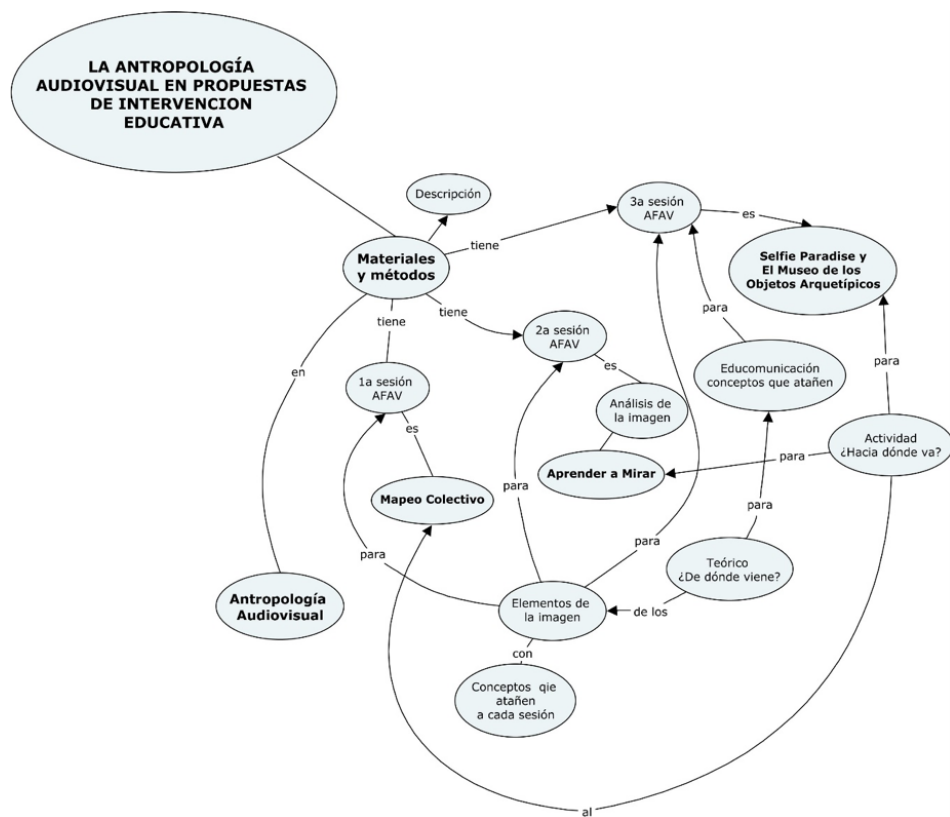 LA ANTROPOLOGÍA
AUDIOVISUAL EN PROPUESTAS
DE INTERVENCION
EDUCATIVA
Descripción
3a sesión
AFAV
es
tiene
Materiales
y métodos
Selfie Paradise y
El Museo de los
Objetos Arquetípicos
tiene
tiene
para
2a sesión
AFAV
en
1a sesión
AFAV
es
Educomunicación
conceptos que atañen
para
Análisis de
la imagen
es
Actividad
¿Hacia dónde va?
para
Aprender a Mirar
para
Mapeo Colectivo
para
para
para
Teórico
¿De dónde viene?
Antropología
Audiovisual
Elementos de
la imagen
de los
con
Conceptos qie
atañen
a cada sesión
al